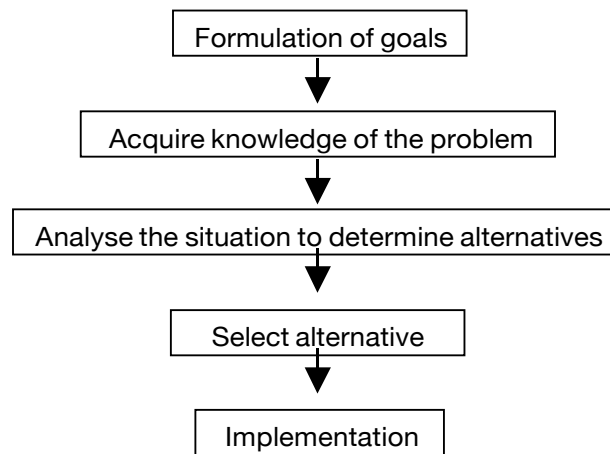 Formulation of goals
Acquire knowledge of the problem
Analyse the situation to determine alternatives
Select alternative
Implementation